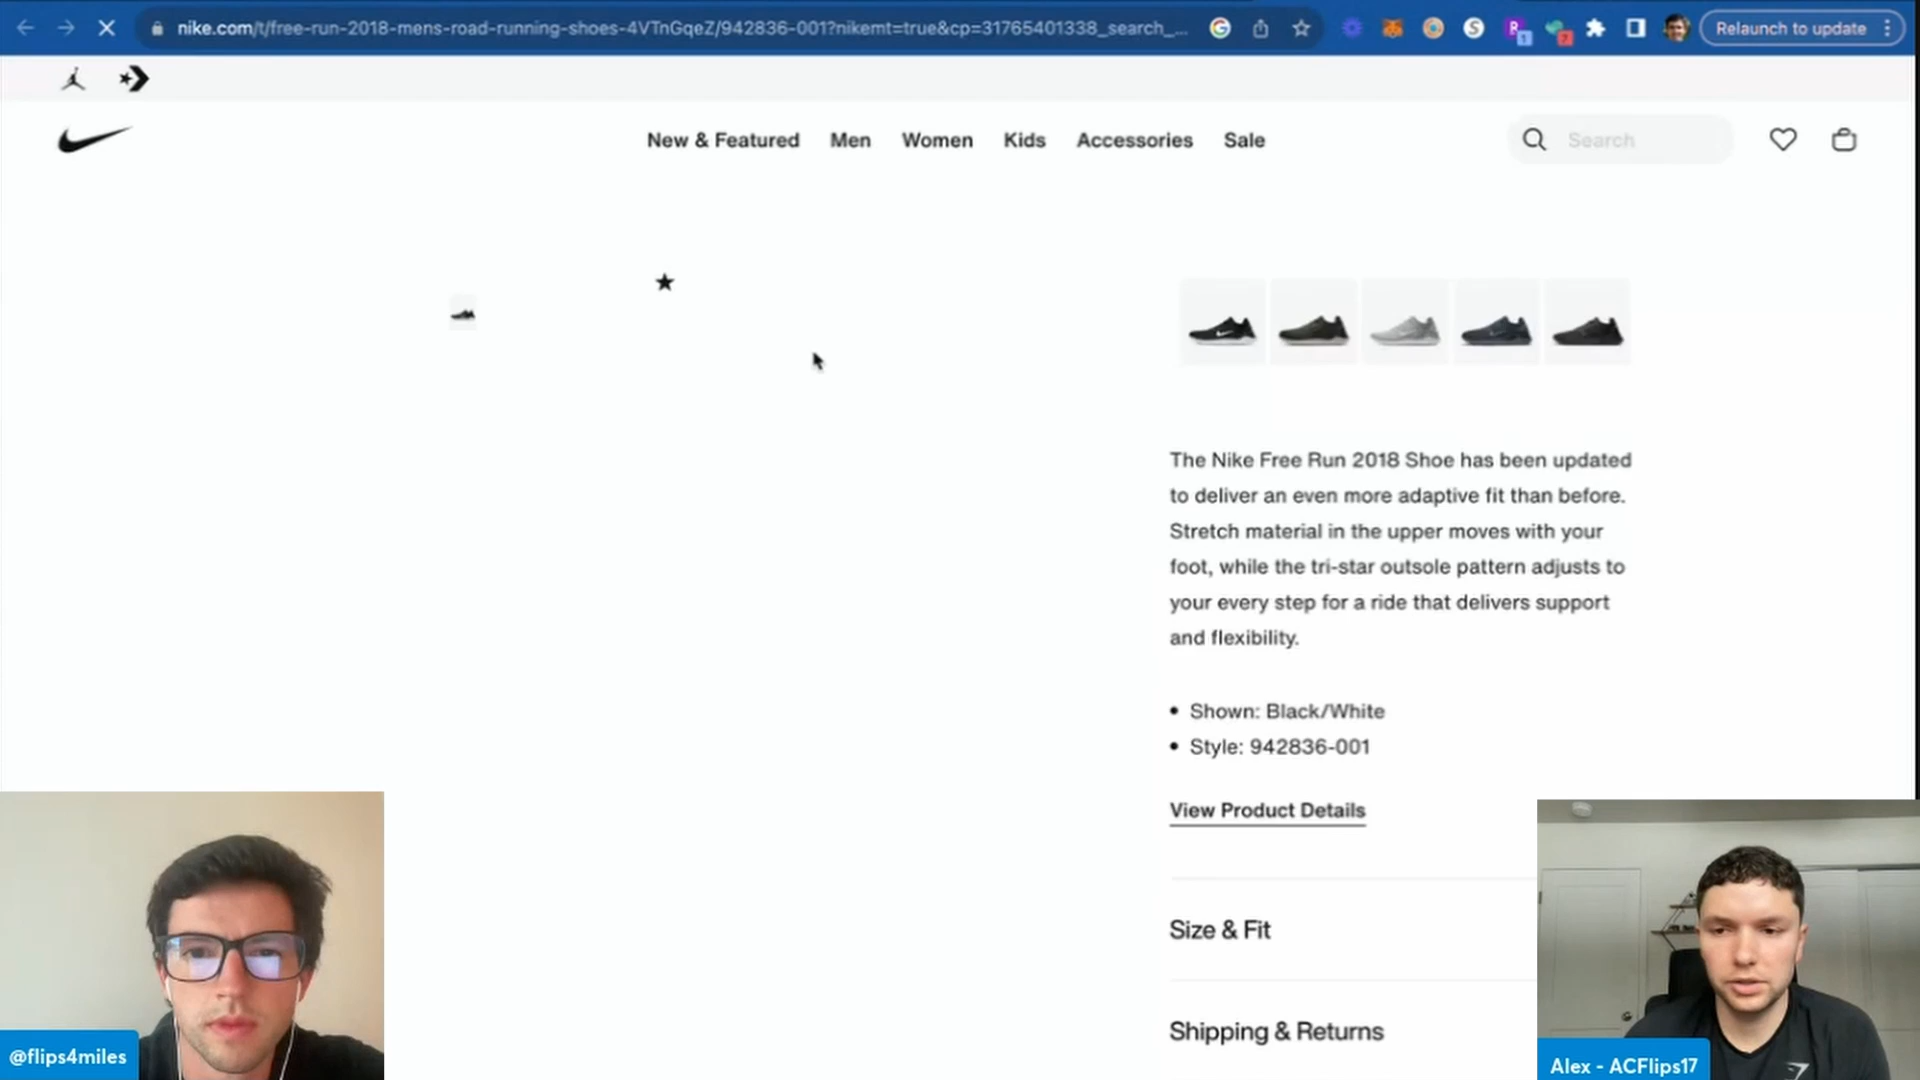 nike.com/t/free-run-2018-mens-road-running-shoes-4VTnGqeZ/942836-001?nikemt=true&cp=31765401338_search_...
Relaunch to update
New & Featured
Men
Women
Kids
Accessories
Sale
Search
The Nike Free Run 2018 Shoe has been updated
to deliver an even more adaptive fit than before.
Stretch material in the upper moves with your
foot, while the tri-star outsole pattern adjusts to
your every step for a ride that delivers support
and flexibility.
• Shown: Black/White
• Style: 942836-001
View Product Details
Size & Fit
Shipping & Returns
@flips4miles
Alex - ACFlips17